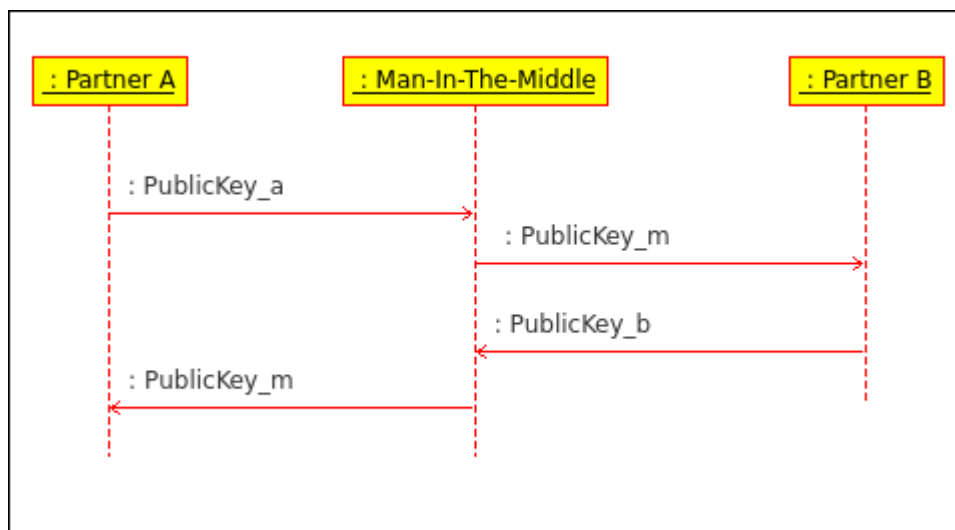 : Partner A
: Man-In-The-Middle
: Partner B
: PublicKey_a
: PublicKey_m
: PublicKey_b
: PublicKey_m